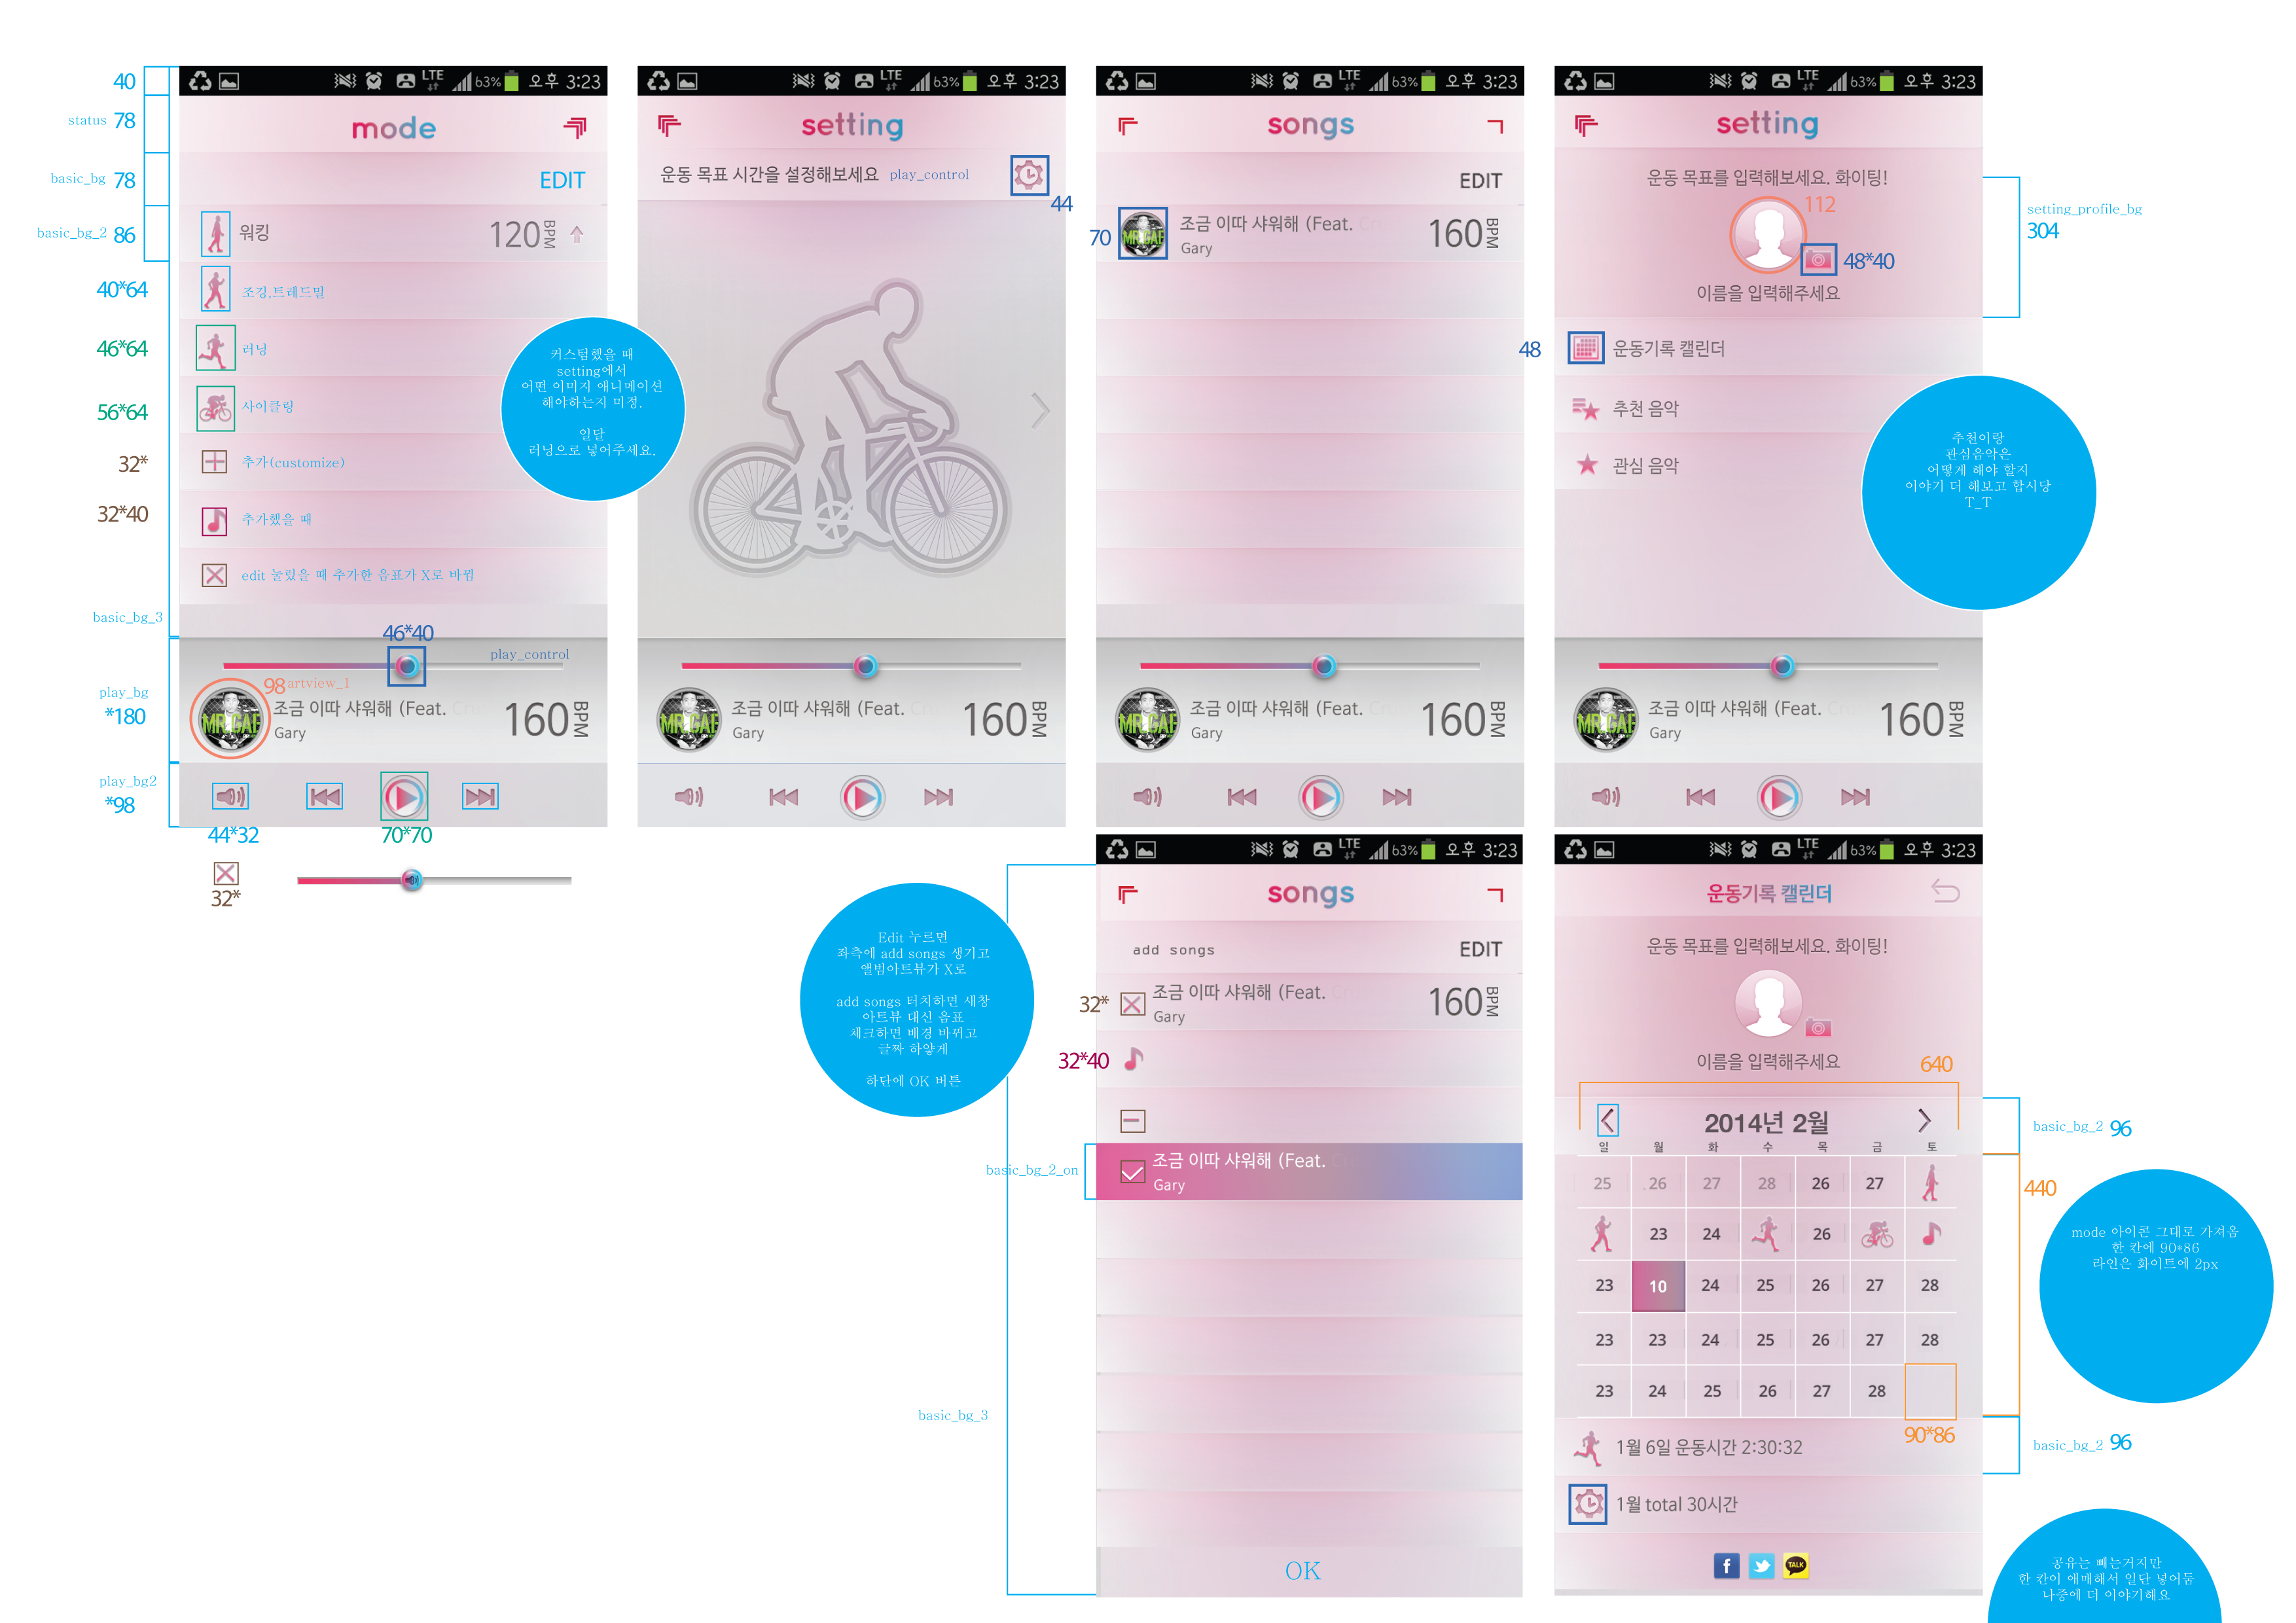 40
status 78
basic_bg 78
basic_bg_2 86
40*64
46*64
56*64
32*
32*40
basic_bg_3
play_bg
*180
play_bg2
*98
LTE 63% 오후 3:23
mode
EDIT
워킹 120 BPM
조깅,트레드밀
러닝
사이클링
추가(customize)
추가했을 때
edit 눌렀을 때 추가한 음표가 X로 바뀜
46*40
play_control
98 artview_1
MR.GAE
조금 이따 샤워해 (Feat.
Gary
160 BPM
44*32
70*70
32*
커스텀했을 때
setting에서
어떤 이미지 애니메이션
해야하는지 미정.
일달
러닝으로 넣어주세요.
LTE 63% 오후 3:23
setting
운동 목표 시간을 설정해보세요 play_control
44
MR.GAE
조금 이따 샤워해 (Feat.
Gary
160 BPM
LTE 63% 오후 3:23
songs
EDIT
70
MR.GAE
조금 이따 샤워해 (Feat.
Gary
160 BPM
MR.GAE
조금 이따 샤워해 (Feat.
Gary
160 BPM
LTE 63% 오후 3:23
setting
운동 목표를 입력해보세요. 화이팅!
112
48*40
이름을 입력해주세요
setting_profile_bg
304
48
운동기록 캘린더
추천 음악
관심 음악
추천이랑
관심음악은
어떻게 해야 할지
이야기 더 해보고 합시당
T_T
MR.GAE
조금 이따 샤워해 (Feat.
Gary
160 BPM
Edit 누르면
좌측에 add songs 생기고
앨범아트뷰가 X로
add songs 터치하면 새창
아트뷰 대신 음표
체크하면 배경 바뀌고
글짜 하얗게
하단에 OK 버튼
basic_bg_3
LTE 63% 오후 3:23
songs
add songs EDIT
32*
조금 이따 샤워해 (Feat.
Gary
160 BPM
32*40
basic_bg_2_on
조금 이따 샤워해 (Feat.
Gary
OK
LTE 63% 오후 3:23
운동기록 캘린더
운동 목표를 입력해보세요. 화이팅!
이름을 입력해주세요
640
2014년 2월
일 월 화 수 목 금 토
25 26 27 28 26 27
23 24 26
23 10 24 25 26 27 28
23 23 24 25 26 27 28
23 24 25 26 27 28
90*86
1월 6일 운동시간 2:30:32
1월 total 30시간
f
TALK
basic_bg_2 96
440
mode 아이콘 그대로 가져옴
한 칸에 90*86
라인은 화이트에 2px
basic_bg_2 96
공유는 빼는거지만
한 칸이 애매해서 일단 넣어둠
나중에 더 이야기해요